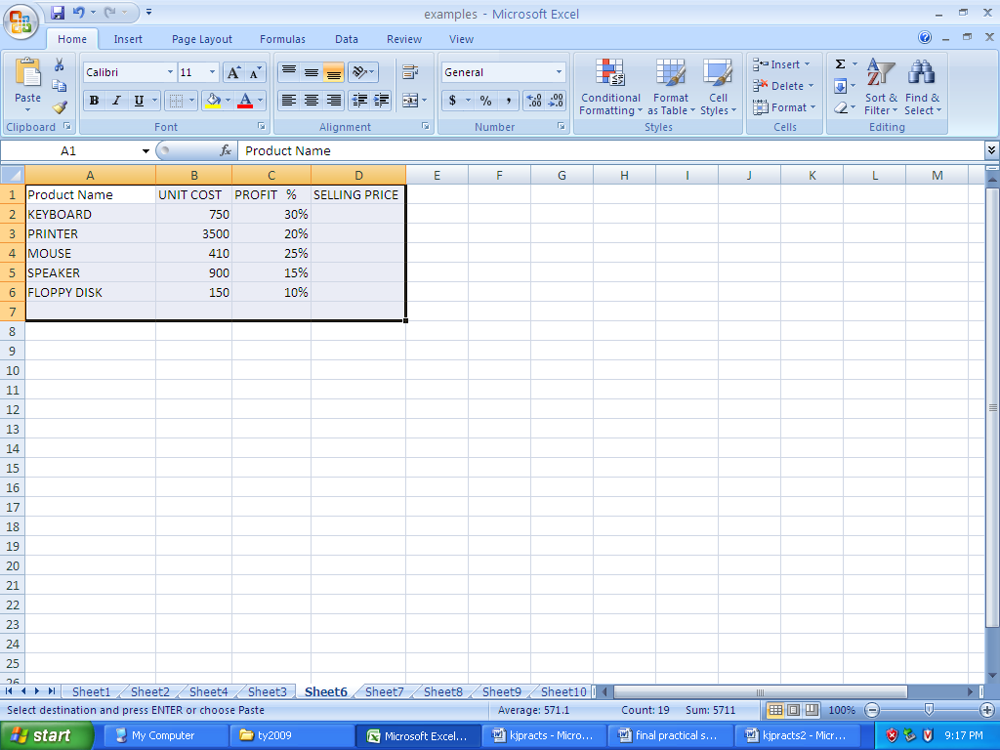 examples - Microsoft Excel
Home Insert Page Layout Formulas Data Review View
Paste
Calibri 11
General
B I U
$ % ,
Conditional Formatting
Format as Table
Cell Styles
Insert
Delete
Format
Σ
Sort & Filter
Find & Select
Clipboard Font Alignment Number Styles Cells Editing
A1 fx Product Name
A B C D E F G H I J K L M
1 Product Name UNIT COST PROFIT % SELLING PRICE
2 KEYBOARD 750 30%
3 PRINTER 3500 20%
4 MOUSE 410 25%
5 SPEAKER 900 15%
6 FLOPPY DISK 150 10%
7
8
9
10
11
12
13
14
15
16
17
18
19
20
21
22
23
24
25
26
Sheet1 Sheet2 Sheet4 Sheet3 Sheet6 Sheet7 Sheet8 Sheet9 Sheet10
Select destination and press ENTER or choose Paste Average: 571.1 Count: 19 Sum: 5711 100%
start My Computer ty2009 Microsoft Excel... kjpracts - Micro... final practical s... kjpracts2 - Micr... 9:17 PM